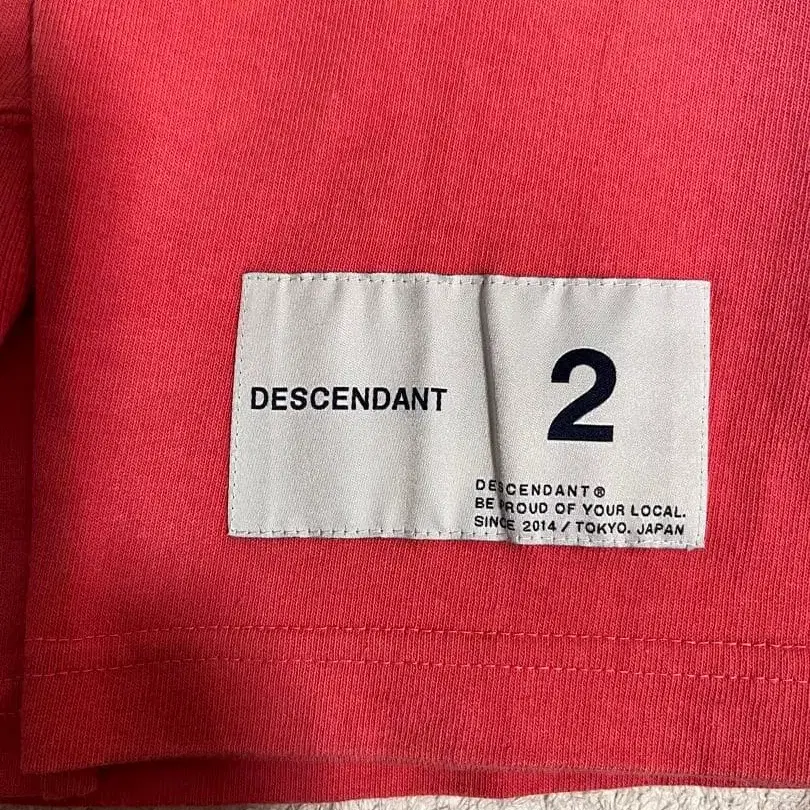 DESCENDANT
2
DESCENDANT®
BE PROUD OF YOUR LOCAL.
SINCE 2014 / TOKYO. JAPAN